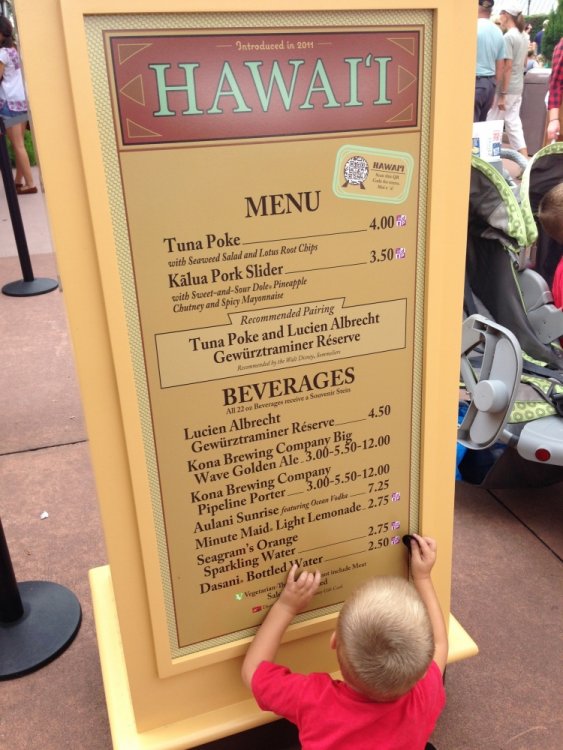 Introduced in 2011
HAWAI'I
HAWAI'I
MENU
Tuna Poke 4.00
with Seaweed Salad and Lotus Root Chips
Kālua Pork Slider 3.50
with Sweet-and-Sour Dole® Pineapple
Chutney and Spicy Mayonnaise
Recommended Pairing
Tuna Poke and Lucien Albrecht
Gewürztraminer Réserve
Recommended by the Walt Disney® Sommeliers
BEVERAGES
All 22 oz Beverages receive a Souvenir Stein
Lucien Albrecht
Gewürztraminer Réserve 4.50
Kona Brewing Company Big
Wave Golden Ale 3.00-5.50-12.00
Kona Brewing Company
Pipeline Porter 3.00-5.50-12.00
Aulani Sunrise featuring Ocean Vodka 7.25
Minute Maid® Light Lemonade 2.75
Seagram's Orange
Sparkling Water 2.75
Dasani® Bottled Water 2.50
V Vegetarian include Meat